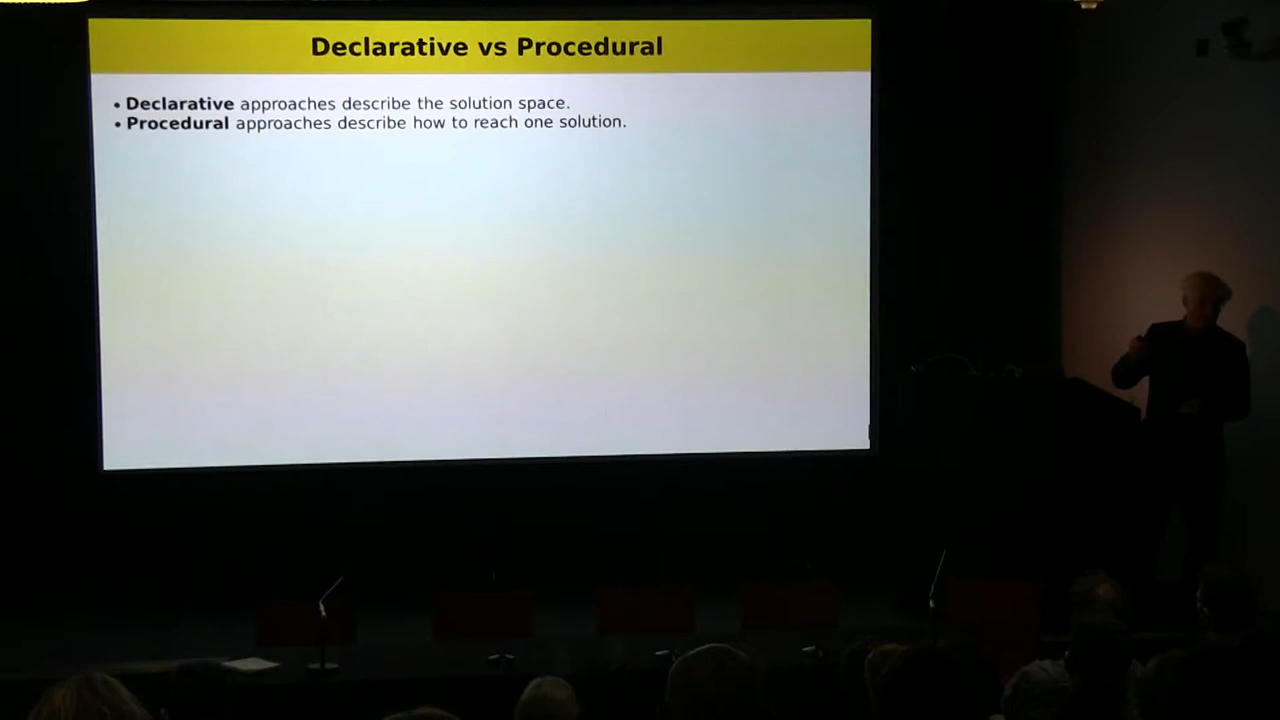 Declarative vs Procedural
• Declarative approaches describe the solution space.
• Procedural approaches describe how to reach one solution.